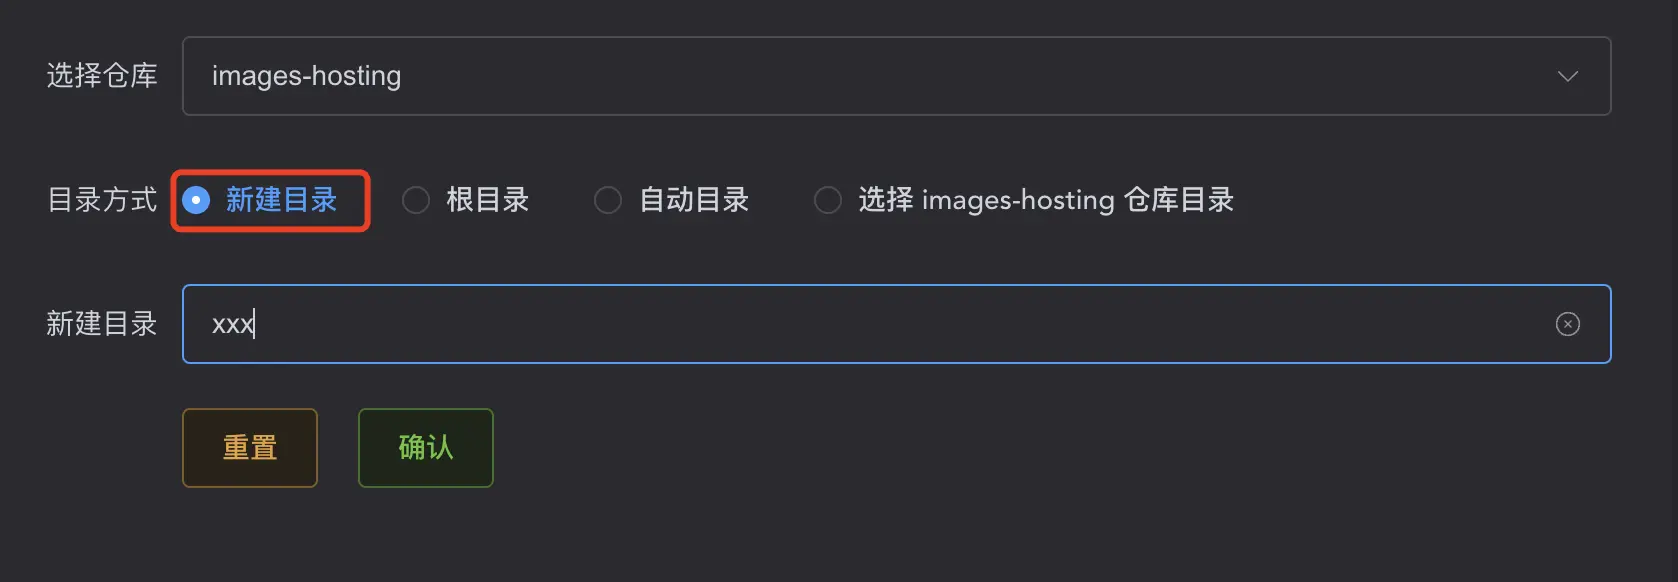 选择仓库 images-hosting
目录方式 新建目录 根目录 自动目录 选择 images-hosting 仓库目录
新建目录 xxx
重置 确认